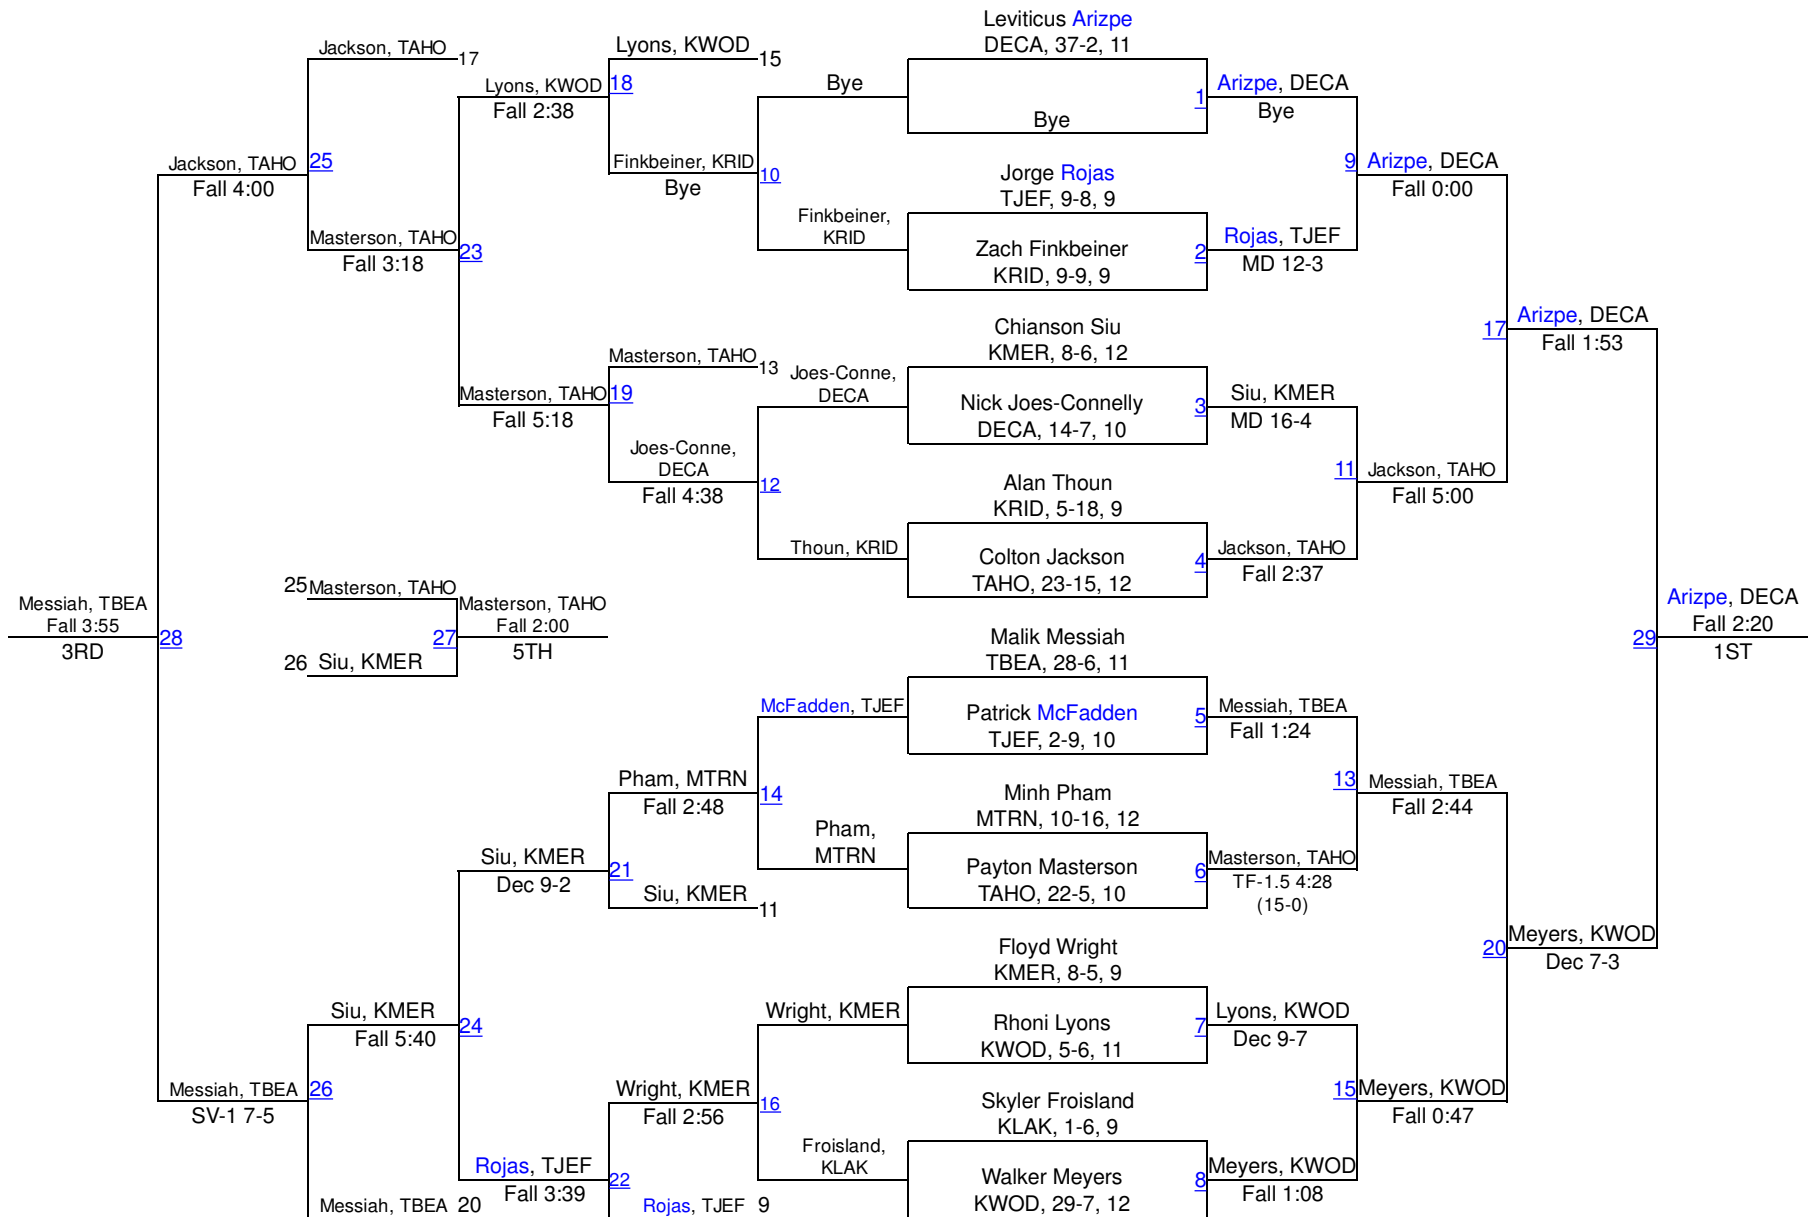 Leviticus Arizpe
DECA, 37-2, 11
Bye
1
Jorge Rojas
TJEF, 9-8, 9
Zach Finkbeiner
KRID, 9-9, 9
2
Chianson Siu
KMER, 8-6, 12
Nick Joes-Connelly
DECA, 14-7, 10
3
Alan Thoun
KRID, 5-18, 9
Colton Jackson
TAHO, 23-15, 12
4
Malik Messiah
TBEA, 28-6, 11
Patrick McFadden
TJEF, 2-9, 10
5
Minh Pham
MTRN, 10-16, 12
Payton Masterson
TAHO, 22-5, 10
6
Floyd Wright
KMER, 8-5, 9
Rhoni Lyons
KWOD, 5-6, 11
7
Skyler Froisland
KLAK, 1-6, 9
Walker Meyers
KWOD, 29-7, 12
8
Arizpe, DECA
Bye
9
Rojas, TJEF
MD 12-3
Siu, KMER
MD 16-4
11
Jackson, TAHO
Fall 2:37
Messiah, TBEA
Fall 1:24
13
Masterson, TAHO
TF-1.5 4:28
(15-0)
Lyons, KWOD
Dec 9-7
15
Meyers, KWOD
Fall 1:08
Arizpe, DECA
Fall 0:00
17
Jackson, TAHO
Fall 5:00
Messiah, TBEA
Fall 2:44
20
Meyers, KWOD
Fall 0:47
Arizpe, DECA
Fall 1:53
29
Meyers, KWOD
Dec 7-3
Arizpe, DECA
Fall 2:20
1ST
Bye
10
Finkbeiner,
KRID
Joes-Conne,
DECA
12
Thoun, KRID
McFadden, TJEF
14
Pham,
MTRN
Wright, KMER
16
Froisland,
KLAK
Lyons, KWOD
15
18
Finkbeiner, KRID
Bye
Masterson, TAHO
13
19
Joes-Conne,
DECA
Fall 4:38
Pham, MTRN
Fall 2:48
21
Siu, KMER
11
Wright, KMER
Fall 2:56
22
Rojas, TJEF 9
Lyons, KWOD
Fall 2:38
23
Masterson, TAHO
Fall 5:18
Siu, KMER
Dec 9-2
24
Rojas, TJEF
Fall 3:39
Jackson, TAHO
17
25
Masterson, TAHO
Fall 3:18
Siu, KMER
Fall 5:40
26
Messiah, TBEA 20
Jackson, TAHO
Fall 4:00
28
Messiah, TBEA
SV-1 7-5
Messiah, TBEA
Fall 3:55
3RD
25 Masterson, TAHO
27
26 Siu, KMER
Masterson, TAHO
Fall 2:00
5TH